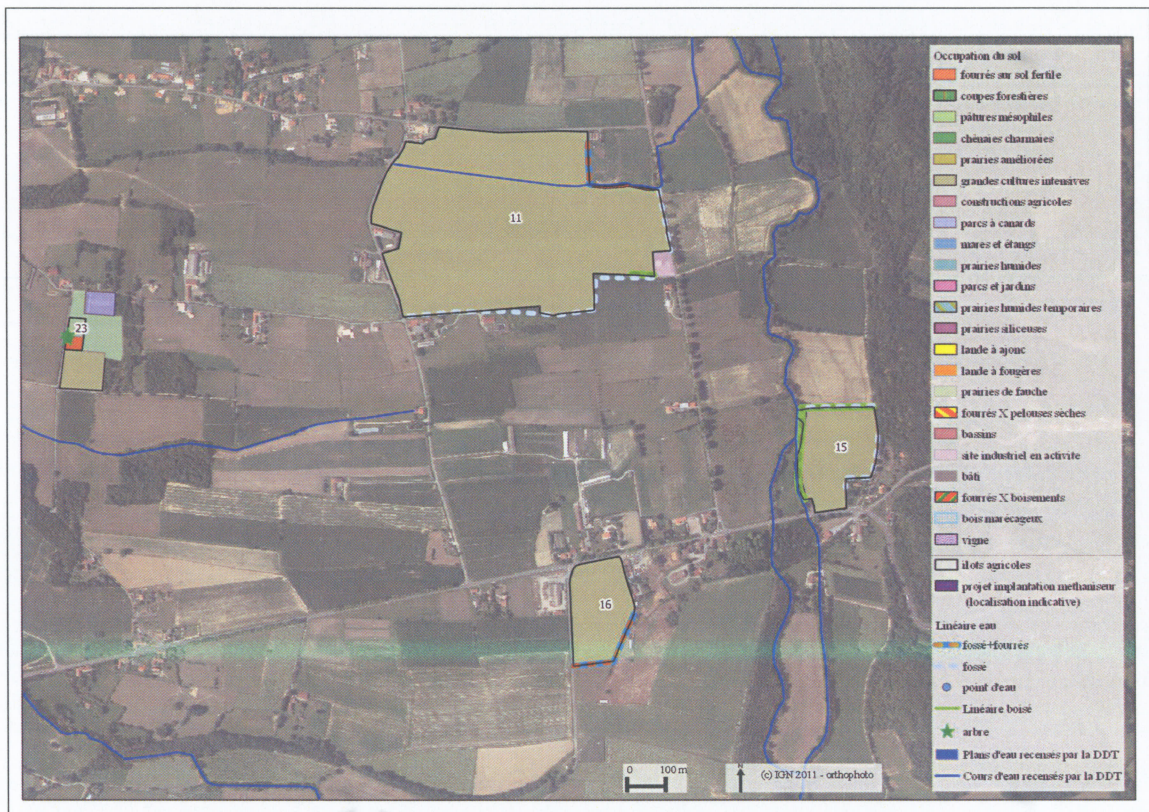 11
23
15
16
Occupation du sol
fourrés sur sol fertile
coupes forestières
pâtures mésophiles
chênaies charmaies
prairies améliorées
grandes cultures intensives
constructions agricoles
parcs à canards
mares et étangs
prairies humides
parcs et jardins
prairies humides temporaires
prairies siliceuses
lande à ajonc
lande à fougères
prairies de fauche
fourrés X pelouses sèches
bassins
site industriel en activité
bâti
fourrés X boisements
bois marécageux
vigne
ilots agricoles
projet implantation méthaniseur
(localisation indicative)
Linéaire eau
fossé+fourrés
fossé
point d'eau
Linéaire boisé
arbre
Plans d'eau recensés par la DDT
Cours d'eau recensés par la DDT
0 100 m
N
(c) IGN 2011 - orthophoto